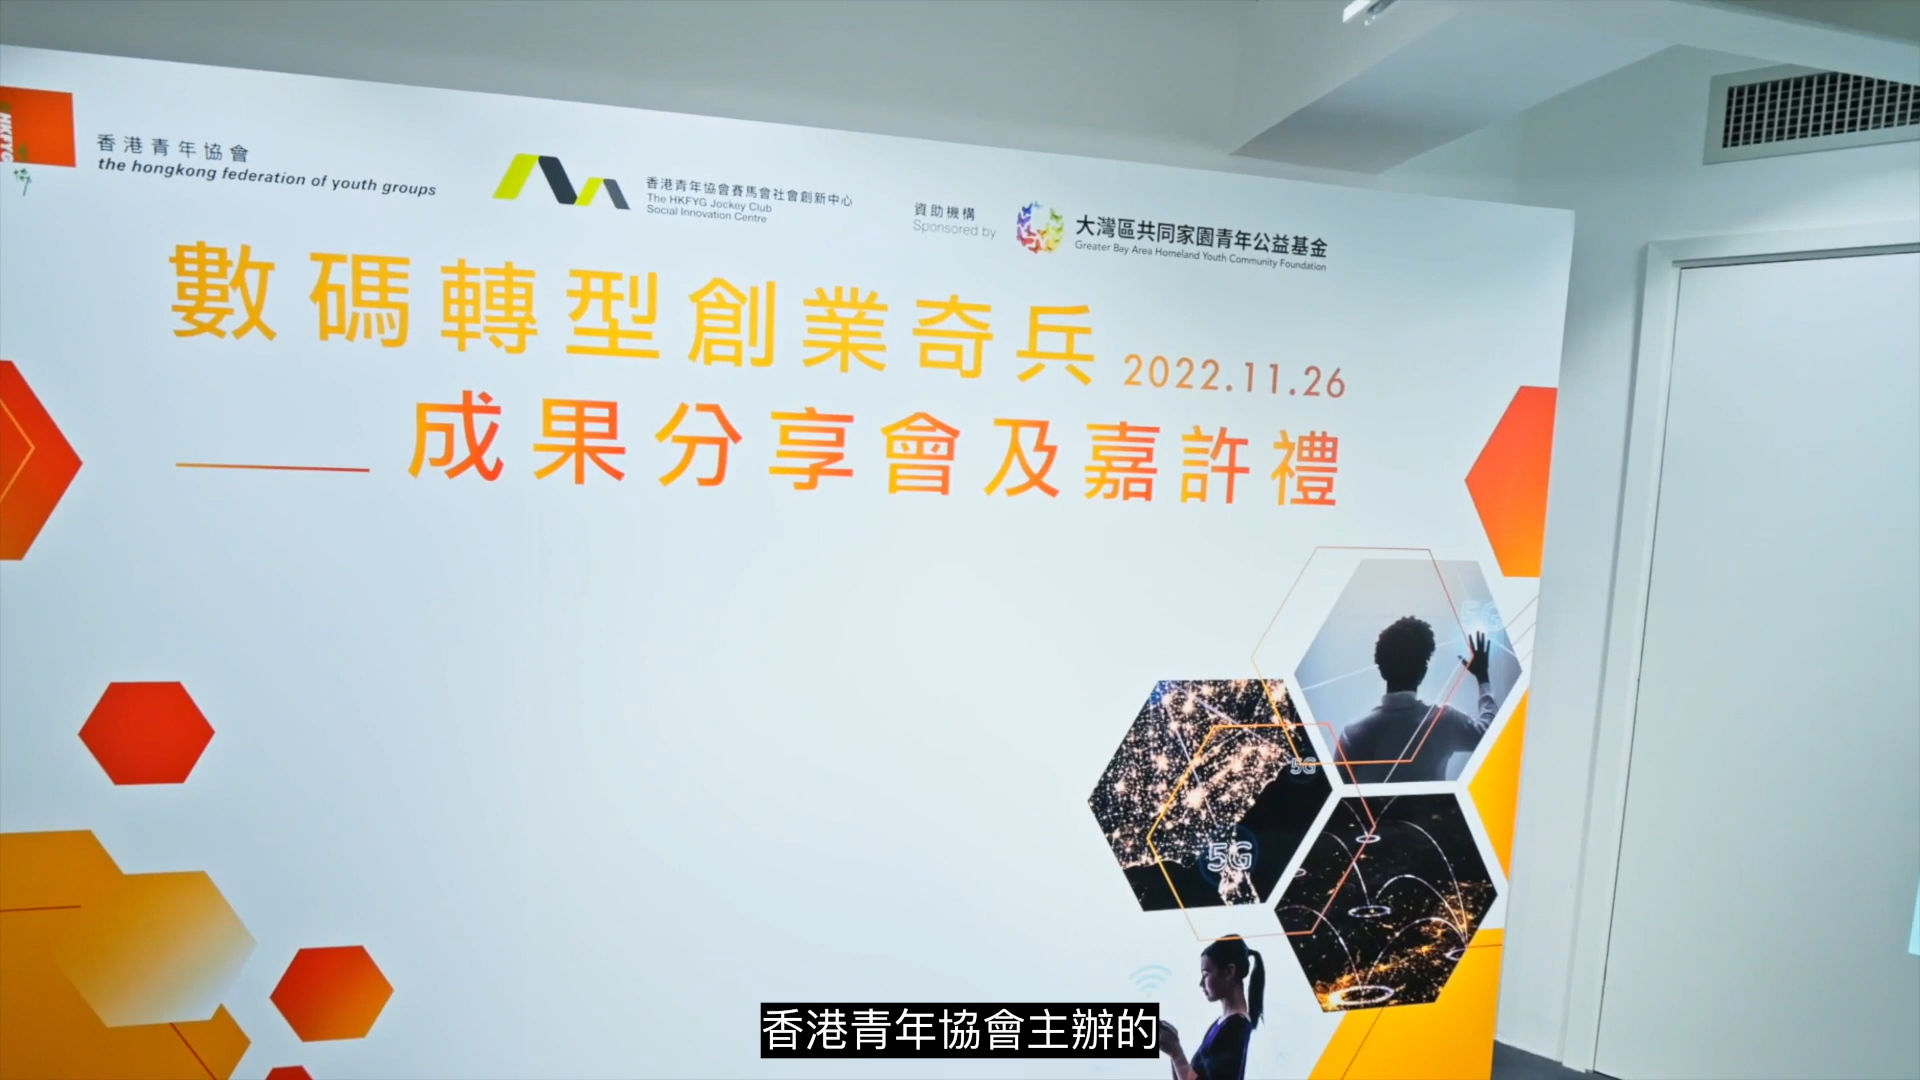 HKFYG
香港青年協會
the hongkong federation of youth groups
香港青年協會賽馬會社會創新中心
The HKFYG Jockey Club
Social Innovation Centre
資助機構
Sponsored by
大灣區共同家園青年公益基金
Greater Bay Area Homeland Youth Community Foundation
數碼轉型創業奇兵 2022.11.26
成果分享會及嘉許禮
5G
5G
5G
香港青年協會主辦的